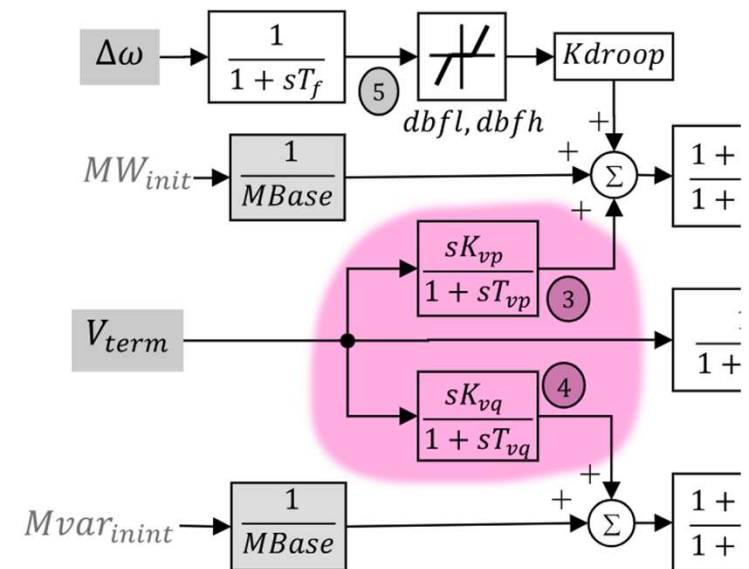 Δω
1
1 + sT_f
5
dbfl, dbfh
Kdroop
+
MW_init
1
MBase
+
Σ
1 +
1 +
+
sK_vp
1 + sT_vp
3
V_term
1 +
sK_vq
1 + sT_vq
4
+
Mvar_inint
1
MBase
+
Σ
1 +
1 +